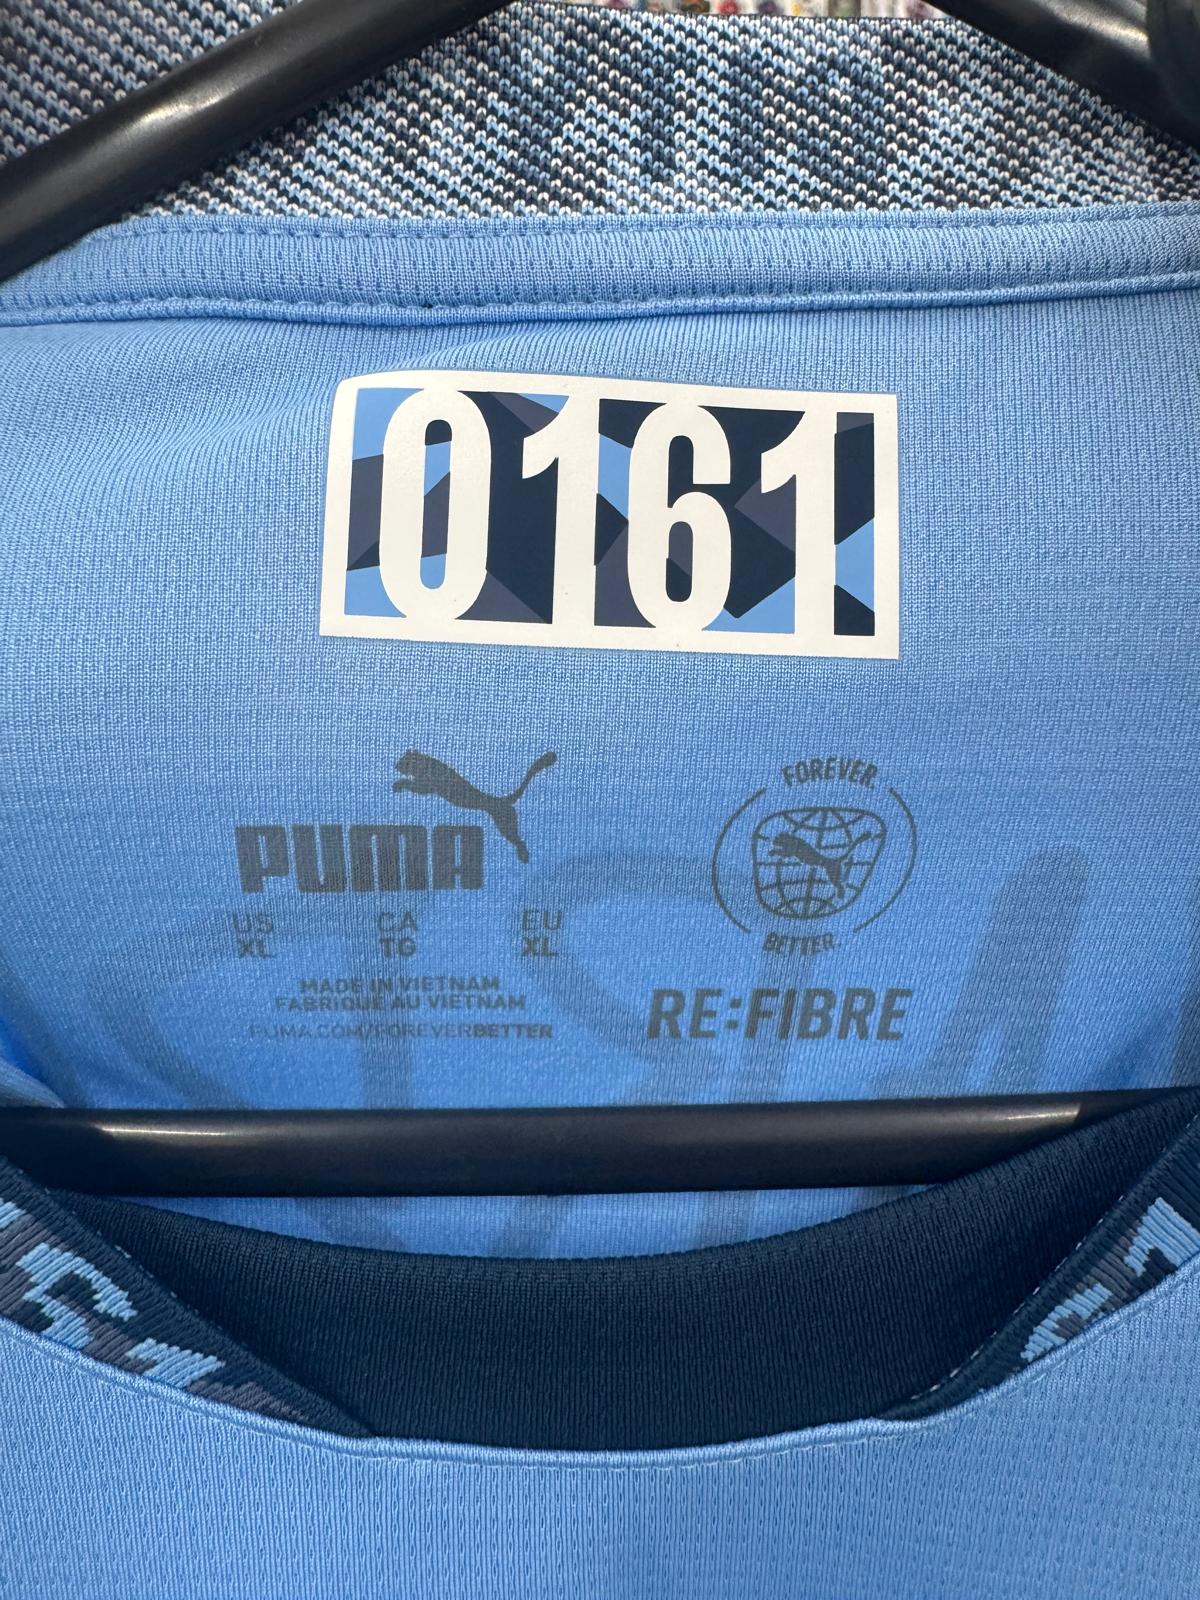 0161
PUMA
US CA EU
XL TG XL
MADE IN VIETNAM
FABRIQUE AU VIETNAM
PUMA.COM/FOREVERBETTER
FOREVER.
BETTER.
RE:FIBRE